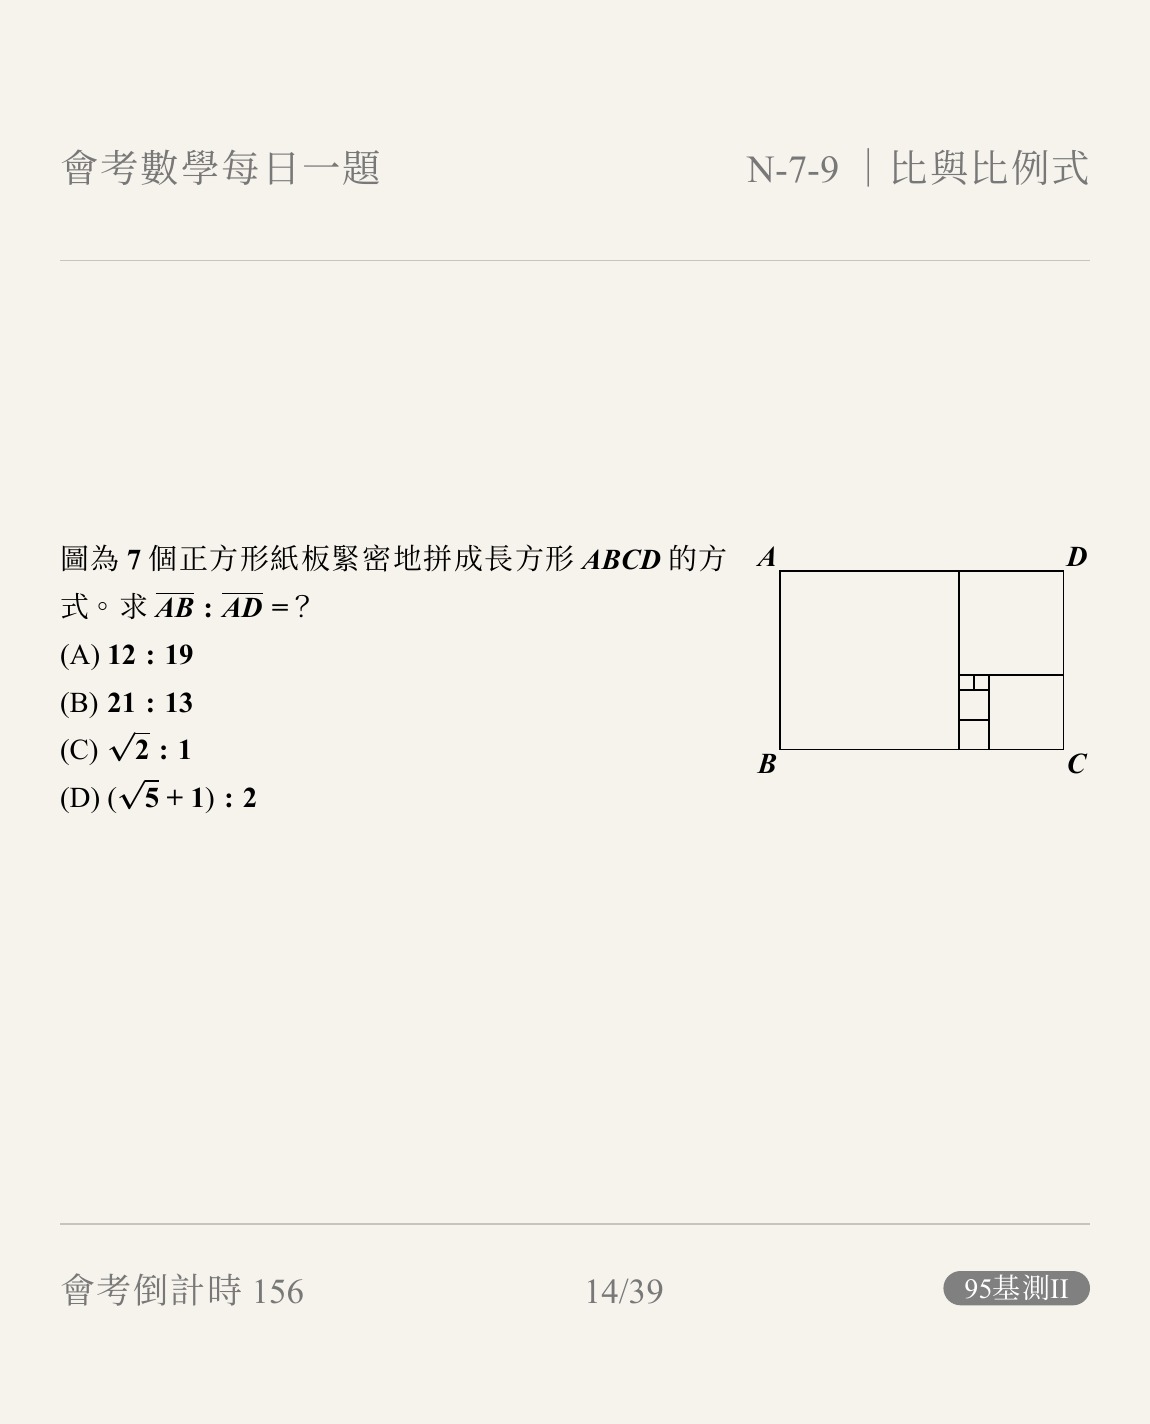 會考數學每日一題
N-7-9 ｜比與比例式
圖為 7 個正方形紙板緊密地拼成長方形 ABCD 的方
式。求 AB : AD =？
(A) 12 : 19
(B) 21 : 13
(C) √2 : 1
(D) (√5 + 1) : 2
A
D
B
C
會考倒計時 156
14/39
95基測II